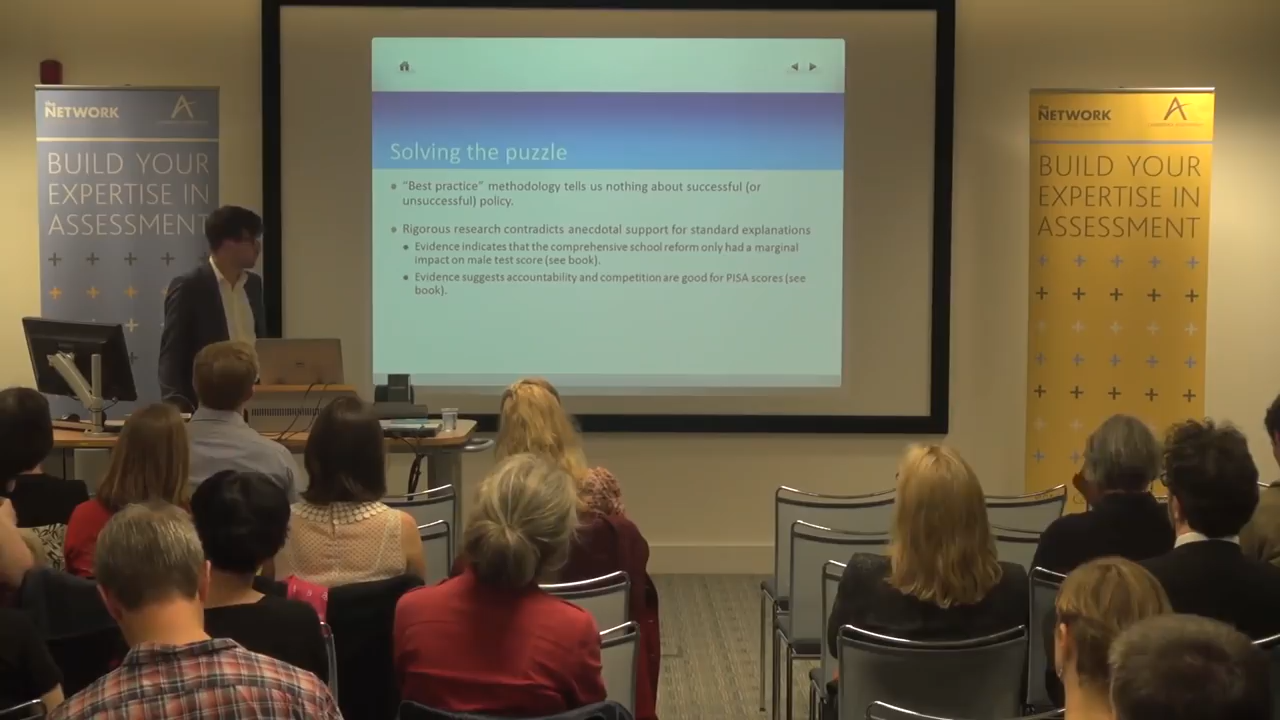 the
NETWORK
BUILD YOUR
EXPERTISE IN
ASSESSMENT
Solving the puzzle
“Best practice” methodology tells us nothing about successful (or
unsuccessful) policy.
Rigorous research contradicts anecdotal support for standard explanations
Evidence indicates that the comprehensive school reform only had a marginal
impact on male test score (see book).
Evidence suggests accountability and competition are good for PISA scores (see
book).
the
NETWORK
BUILD YOUR
EXPERTISE IN
ASSESSMENT